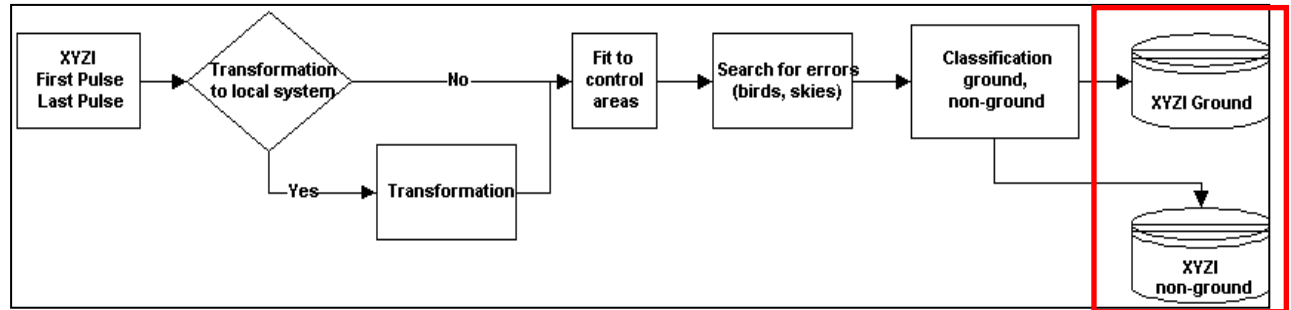 XYZI
First Pulse
Last Pulse
Transformation
to local system
No
Yes
Transformation
Fit to
control
areas
Search for errors
(birds, skies)
Classification
ground,
non-ground
XYZI Ground
XYZI
non-ground